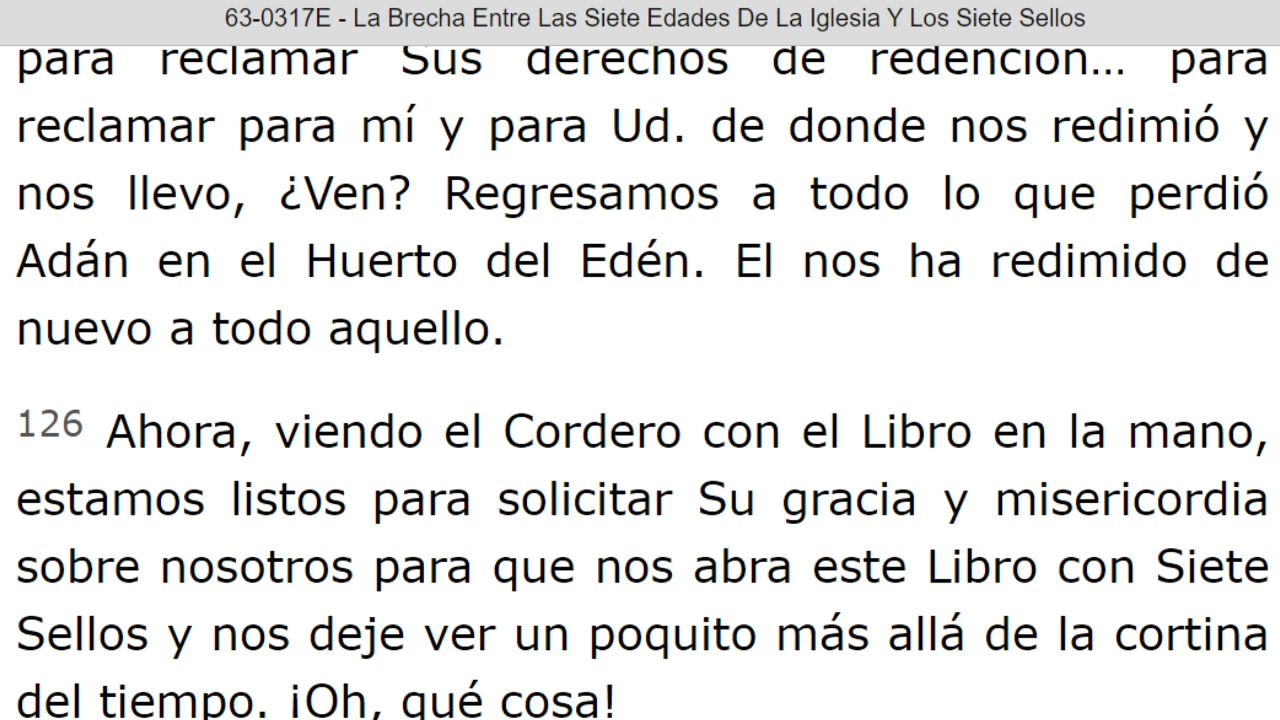 63-0317E - La Brecha Entre Las Siete Edades De La Iglesia Y Los Siete Sellos
para reclamar Sus derechos de redención... para
reclamar para mí y para Ud. de donde nos redimió y
nos llevo, ¿Ven? Regresamos a todo lo que perdió
Adán en el Huerto del Edén. El nos ha redimido de
nuevo a todo aquello.
126 Ahora, viendo el Cordero con el Libro en la mano,
estamos listos para solicitar Su gracia y misericordia
sobre nosotros para que nos abra este Libro con Siete
Sellos y nos deje ver un poquito más allá de la cortina
del tiempo. ¡Oh, qué cosa!